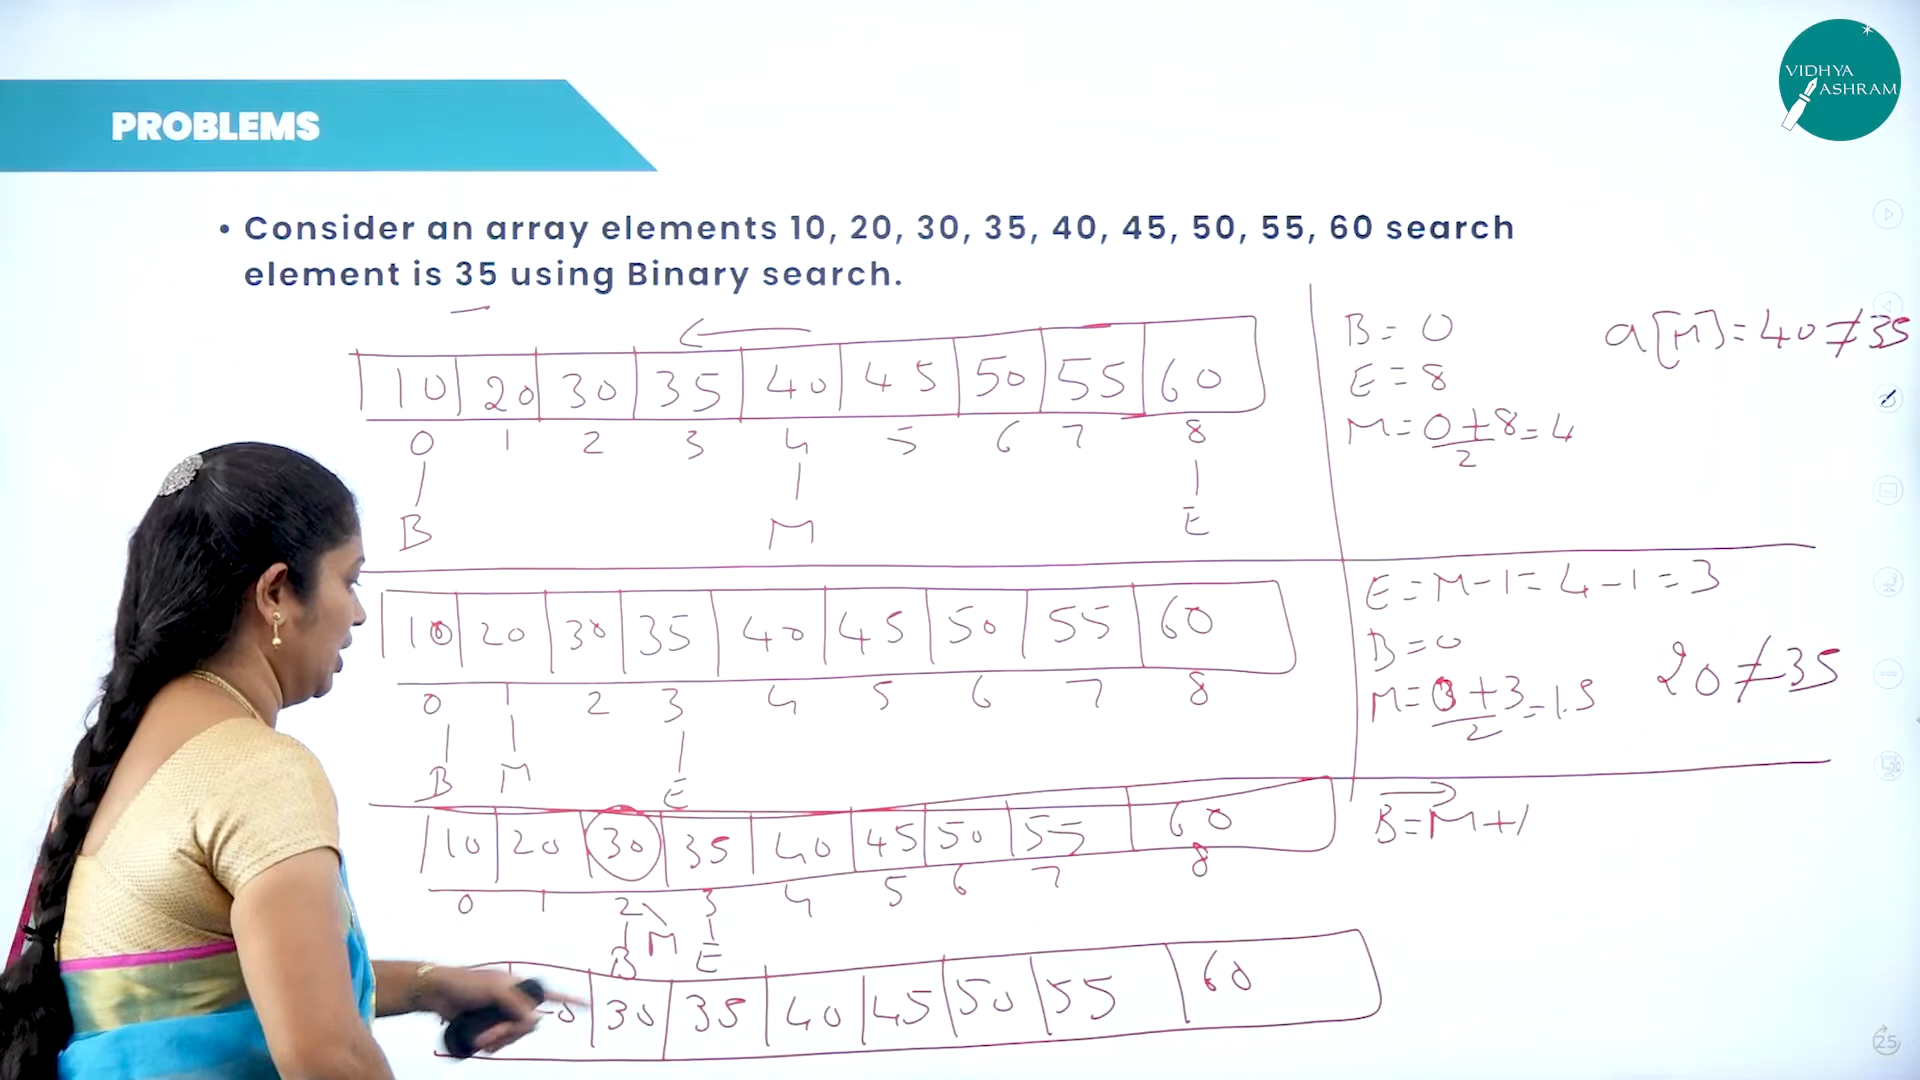 VIDHYA
ASHRAM
PROBLEMS
• Consider an array elements 10, 20, 30, 35, 40, 45, 50, 55, 60 search
element is 35 using Binary search.
10 20 30 35 40 45 50 55 60
0 1 2 3 4 5 6 7 8
B M E
B = 0
E = 8
M = 0 + 8 / 2 = 4
a[M] = 40 ≠ 35
10 20 30 35 40 45 50 55 60
0 1 2 3 4 5 6 7 8
B M E
E = M - 1 = 4 - 1 = 3
B = 0
M = 0 + 3 / 2 = 1.5
20 ≠ 35
10 20 30 35 40 45 50 55 60
0 1 2 3 4 5 6 7 8
B M E
B = M + 1
30 35 40 45 50 55 60
25